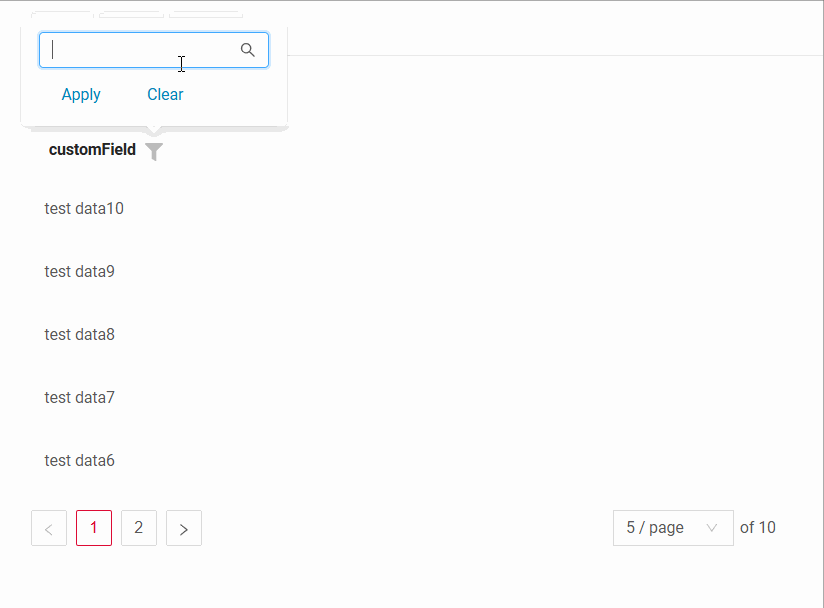 Apply Clear
customField
test data10
test data9
test data8
test data7
test data6
< 1 2 > 5 / page of 10